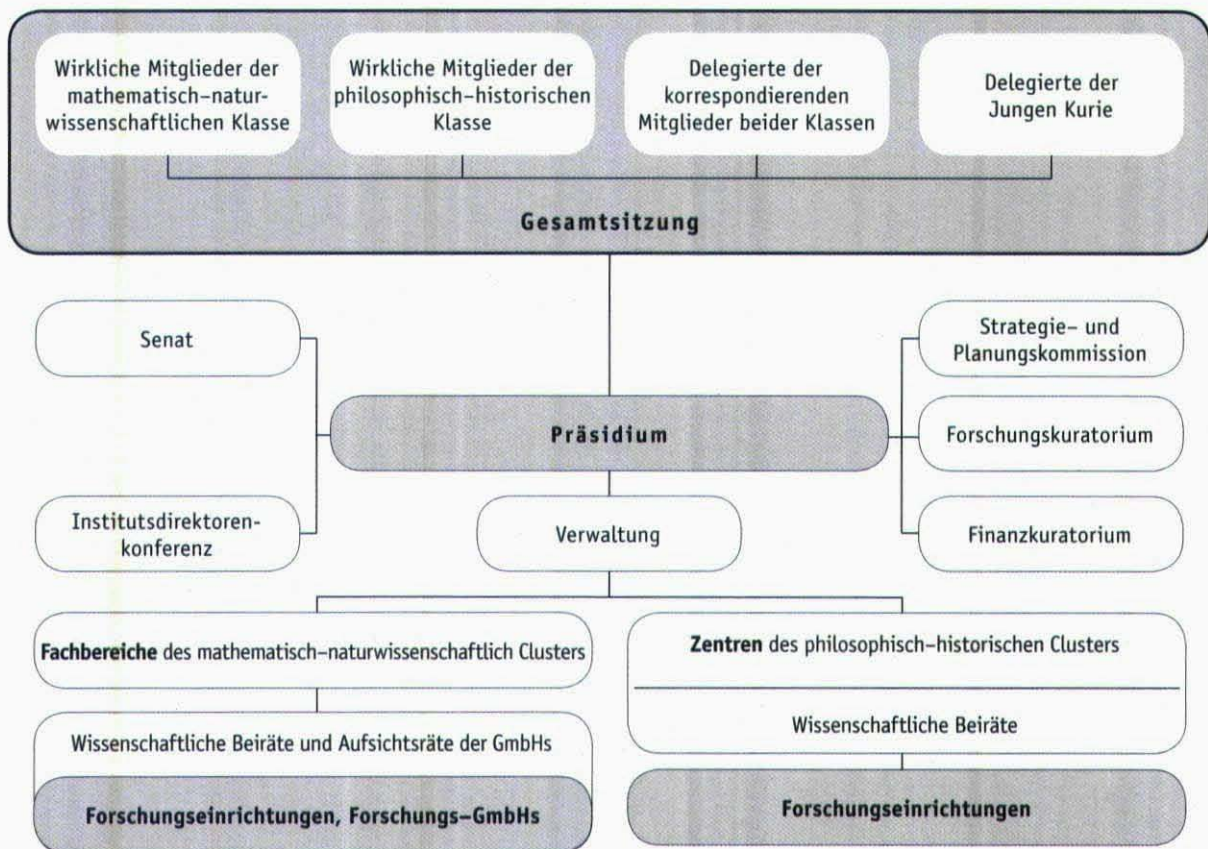 Wirkliche Mitglieder der
mathematisch-natur-
wissenschaftlichen Klasse
Wirkliche Mitglieder der
philosophisch-historischen
Klasse
Delegierte der
korrespondierenden
Mitglieder beider Klassen
Delegierte der
Jungen Kurie
Gesamtsitzung
Senat
Strategie- und
Planungskommission
Präsidium
Forschungskuratorium
Institutsdirektoren-
konferenz
Verwaltung
Finanzkuratorium
Fachbereiche des mathematisch-naturwissenschaftlich Clusters
Zentren des philosophisch-historischen Clusters
Wissenschaftliche Beiräte und Aufsichtsräte der GmbHs
Wissenschaftliche Beiräte
Forschungseinrichtungen, Forschungs-GmbHs
Forschungseinrichtungen